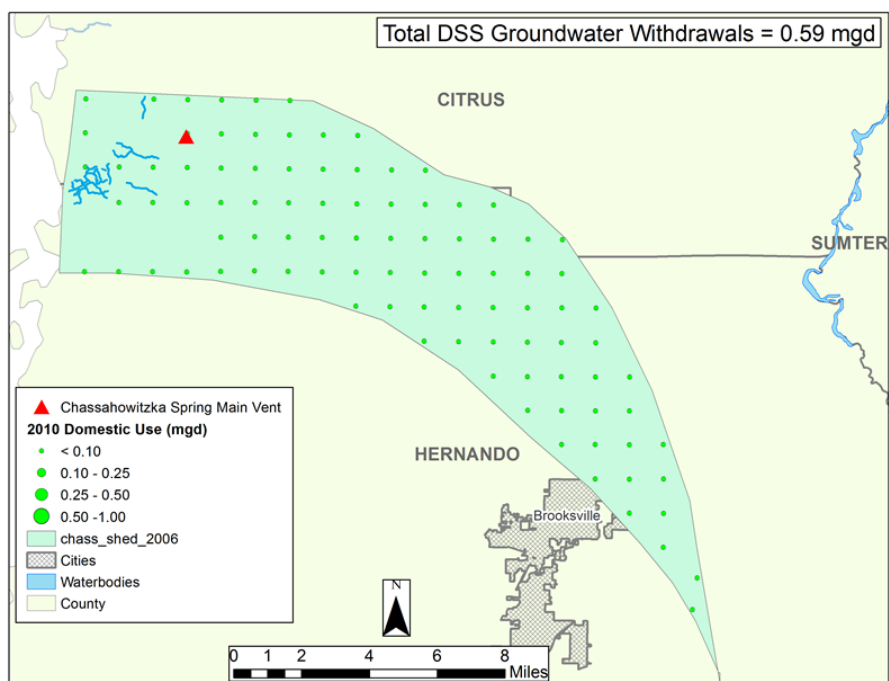 Total DSS Groundwater Withdrawals = 0.59 mgd
CITRUS
SUMTER
HERNANDO
Brooksville
Chassahowitzka Spring Main Vent
2010 Domestic Use (mgd)
< 0.10
0.10 - 0.25
0.25 - 0.50
0.50 -1.00
chass_shed_2006
Cities
Waterbodies
County
N
0 1 2 4 6 8
Miles